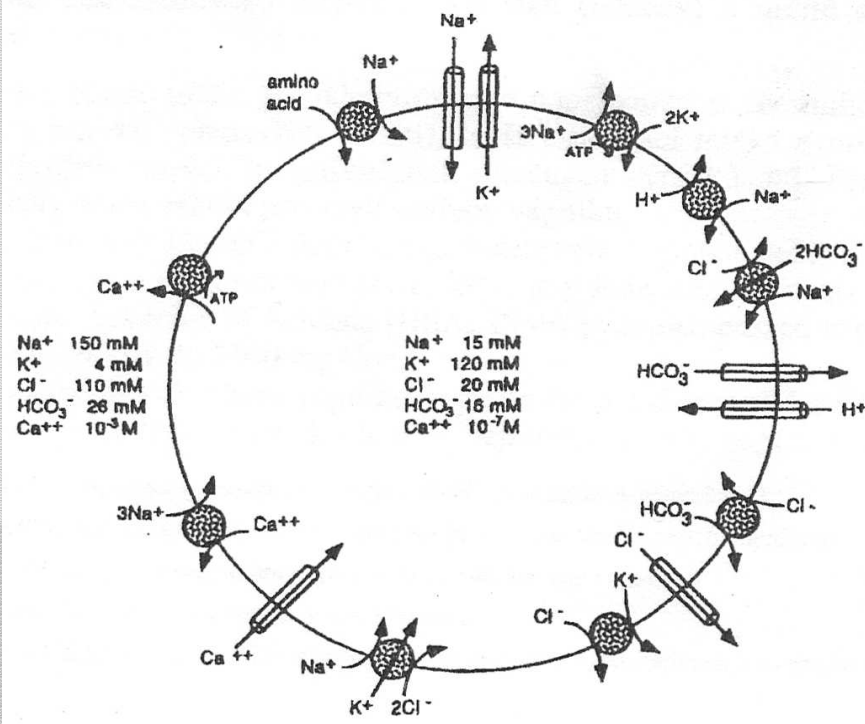 Na+
Na+
amino
acid
3Na+
2K+
ATP
K+
H+
Na+
Cl-
2HCO3-
Na+
Ca++
ATP
Na+ 150 mM
K+ 4 mM
Cl- 110 mM
HCO3- 26 mM
Ca++ 10-3 M
Na+ 15 mM
K+ 120 mM
Cl- 20 mM
HCO3- 16 mM
Ca++ 10-7 M
HCO3-
H+
3Na+
Ca++
HCO3-
Cl-
Cl-
K+
Cl-
Ca++
Na+
K+
2Cl-